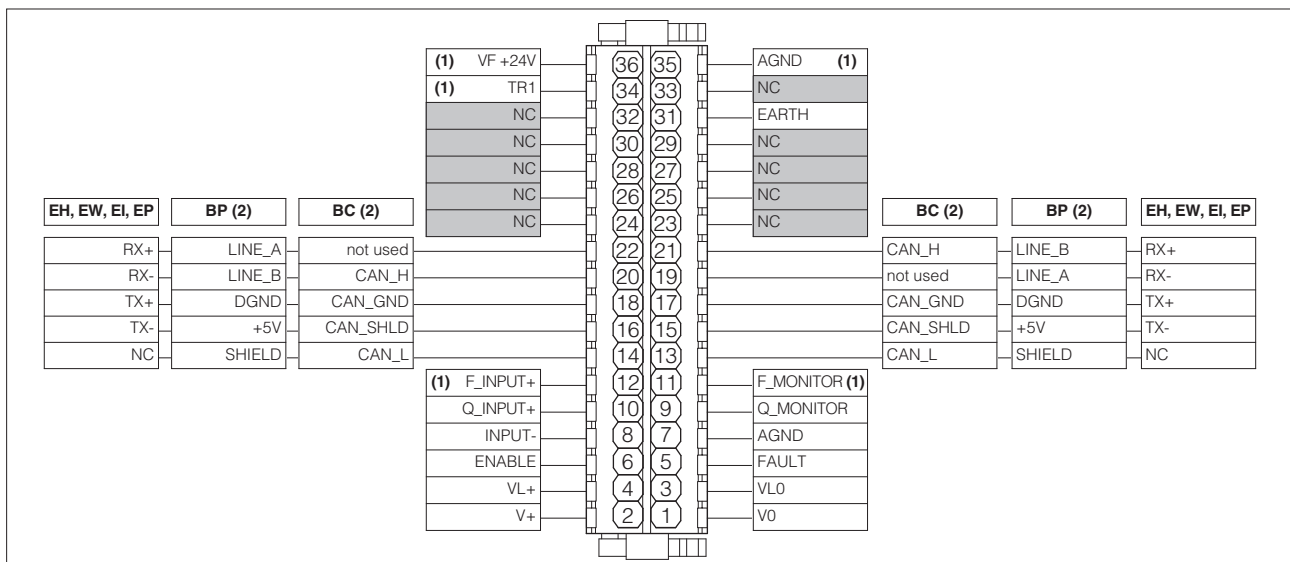 (1) VF +24V 36 35 AGND (1)
(1) TR1 34 33 NC
NC 32 31 EARTH
NC 30 29 NC
NC 28 27 NC
NC 26 25 NC
NC 24 23 NC
EH, EW, EI, EP BP (2) BC (2) BC (2) BP (2) EH, EW, EI, EP
RX+ LINE_A not used 22 21 CAN_H LINE_B RX+
RX- LINE_B CAN_H 20 19 not used LINE_A RX-
TX+ DGND CAN_GND 18 17 CAN_GND DGND TX+
TX- +5V CAN_SHLD 16 15 CAN_SHLD +5V TX-
NC SHIELD CAN_L 14 13 CAN_L SHIELD NC
(1) F_INPUT+ 12 11 F_MONITOR (1)
Q_INPUT+ 10 9 Q_MONITOR
INPUT- 8 7 AGND
ENABLE 6 5 FAULT
VL+ 4 3 VL0
V+ 2 1 V0